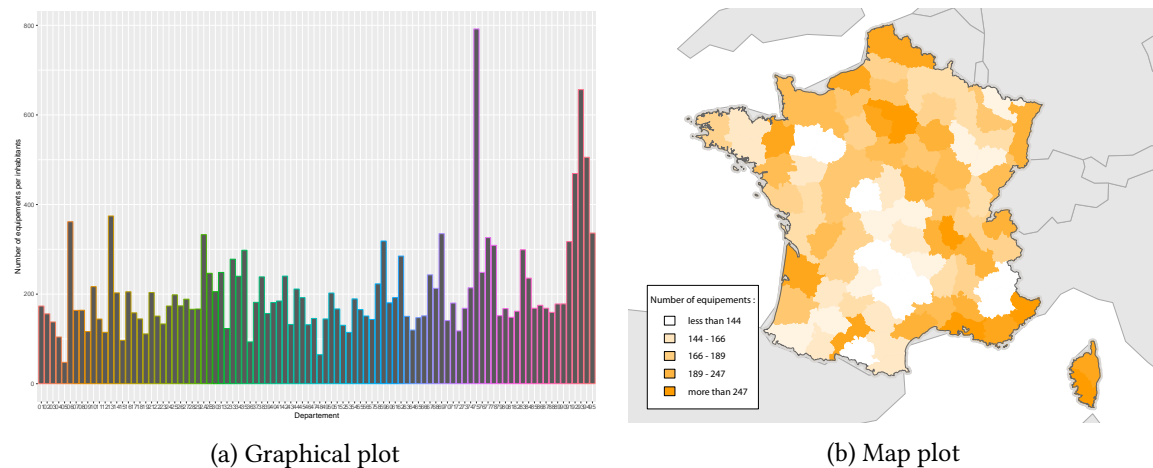 800
600
400
200
0
Number of equipements per inhabitants
Departement
(a) Graphical plot
Number of equipements :
less than 144
144 - 166
166 - 189
189 - 247
more than 247
(b) Map plot